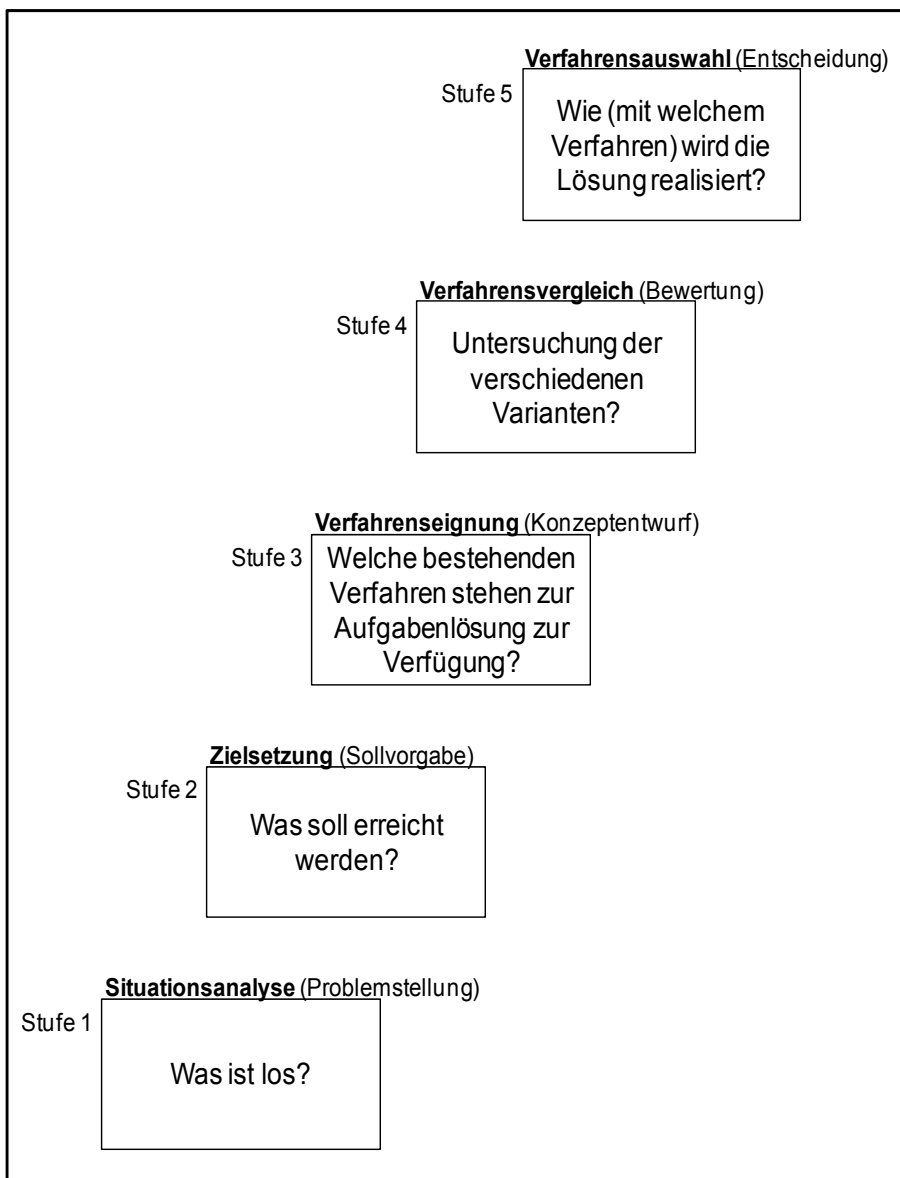 Verfahrensauswahl (Entscheidung)
Stufe 5
Wie (mit welchem
Verfahren) wird die
Lösung realisiert?
Verfahrensvergleich (Bewertung)
Stufe 4
Untersuchung der
verschiedenen
Varianten?
Verfahrenseignung (Konzeptentwurf)
Stufe 3
Welche bestehenden
Verfahren stehen zur
Aufgabenlösung zur
Verfügung?
Zielsetzung (Sollvorgabe)
Stufe 2
Was soll erreicht
werden?
Situationsanalyse (Problemstellung)
Stufe 1
Was ist los?